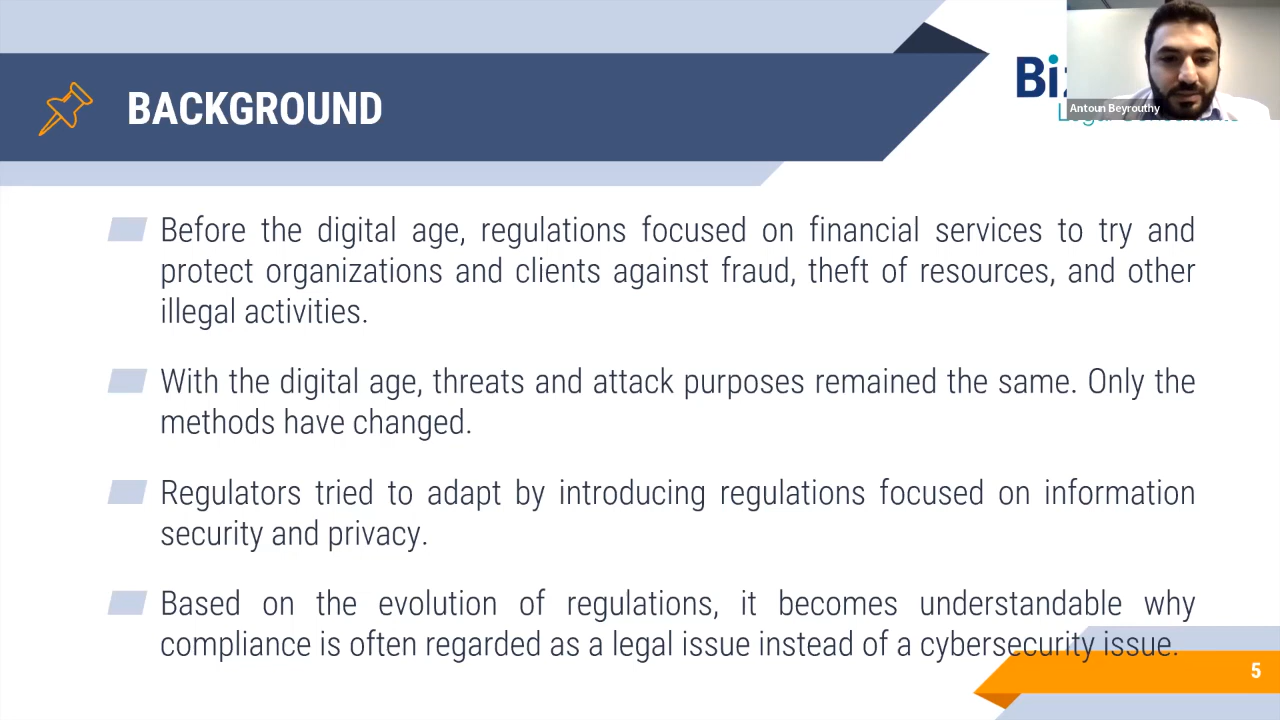 BACKGROUND
Antoun Beyrouthy
Before the digital age, regulations focused on financial services to try and
protect organizations and clients against fraud, theft of resources, and other
illegal activities.
With the digital age, threats and attack purposes remained the same. Only the
methods have changed.
Regulators tried to adapt by introducing regulations focused on information
security and privacy.
Based on the evolution of regulations, it becomes understandable why
compliance is often regarded as a legal issue instead of a cybersecurity issue.
5